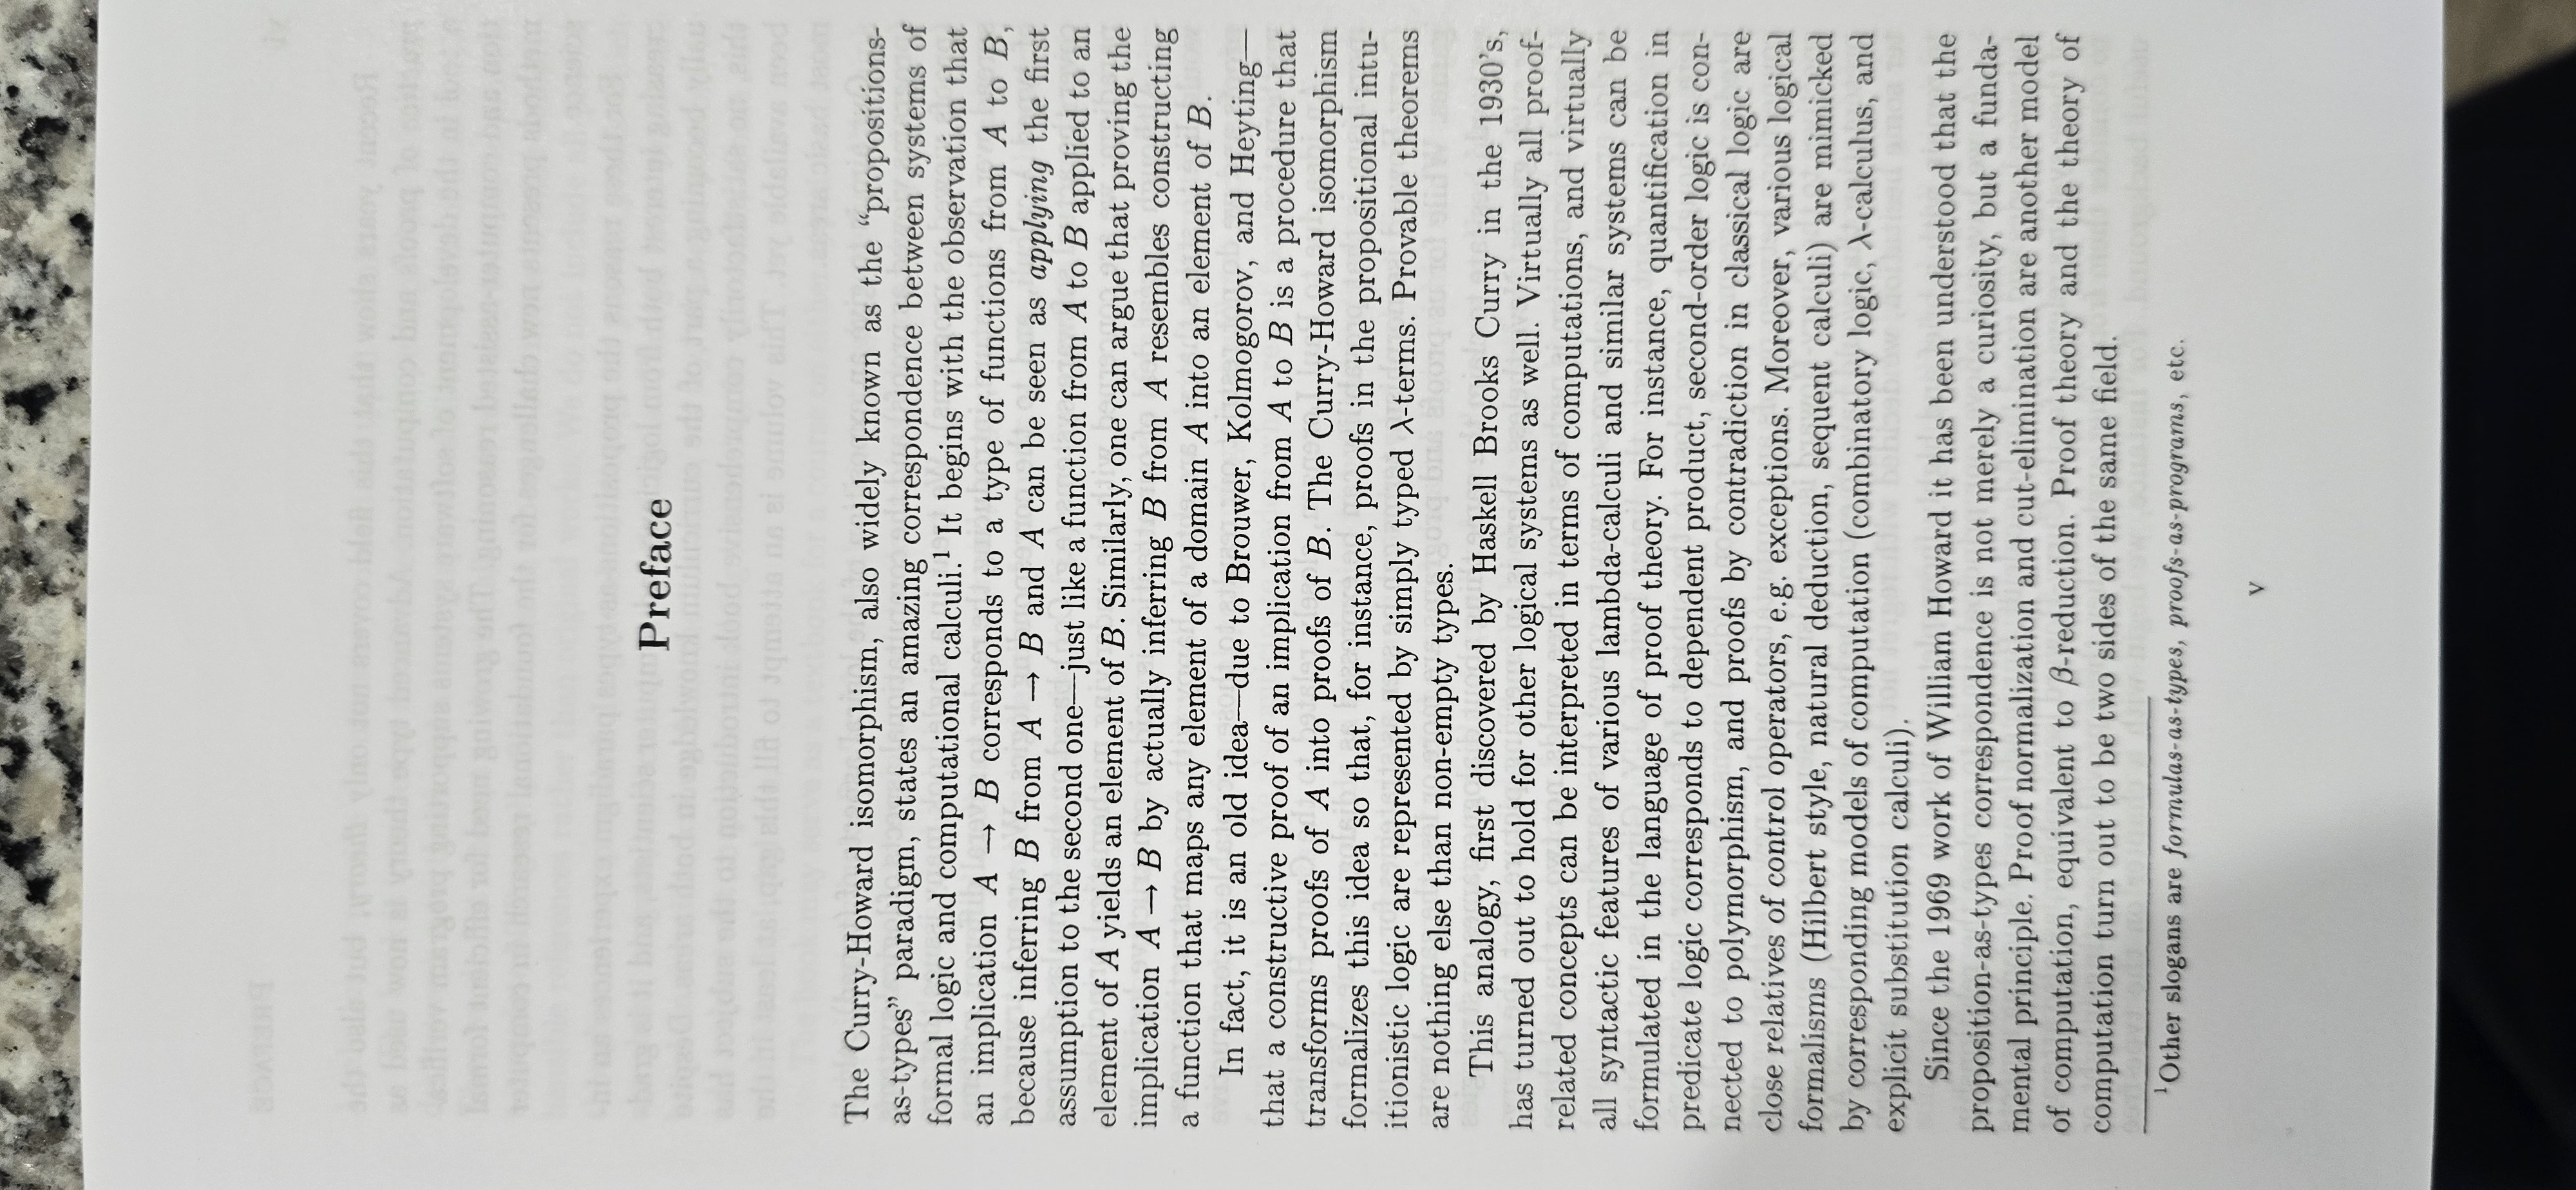 Preface
The Curry-Howard isomorphism, also widely known as the “propositions-
as-types” paradigm, states an amazing correspondence between systems of
formal logic and computational calculi.¹ It begins with the observation that
an implication A → B corresponds to a type of functions from A to B,
because inferring B from A → B and A can be seen as applying the first
assumption to the second one—just like a function from A to B applied to an
element of A yields an element of B. Similarly, one can argue that proving the
implication A → B by actually inferring B from A resembles constructing
a function that maps any element of a domain A into an element of B.
In fact, it is an old idea—due to Brouwer, Kolmogorov, and Heyting—
that a constructive proof of an implication from A to B is a procedure that
transforms proofs of A into proofs of B. The Curry-Howard isomorphism
formalizes this idea so that, for instance, proofs in the propositional intu-
itionistic logic are represented by simply typed λ-terms. Provable theorems
are nothing else than non-empty types.
This analogy, first discovered by Haskell Brooks Curry in the 1930’s,
has turned out to hold for other logical systems as well. Virtually all proof-
related concepts can be interpreted in terms of computations, and virtually
all syntactic features of various lambda-calculi and similar systems can be
formulated in the language of proof theory. For instance, quantification in
predicate logic corresponds to dependent product, second-order logic is con-
nected to polymorphism, and proofs by contradiction in classical logic are
close relatives of control operators, e.g. exceptions. Moreover, various logical
formalisms (Hilbert style, natural deduction, sequent calculi) are mimicked
by corresponding models of computation (combinatory logic, λ-calculus, and
explicit substitution calculi).
Since the 1969 work of William Howard it has been understood that the
proposition-as-types correspondence is not merely a curiosity, but a funda-
mental principle. Proof normalization and cut-elimination are another model
of computation, equivalent to β-reduction. Proof theory and the theory of
computation turn out to be two sides of the same field.
¹Other slogans are formulas-as-types, proofs-as-programs, etc.
v